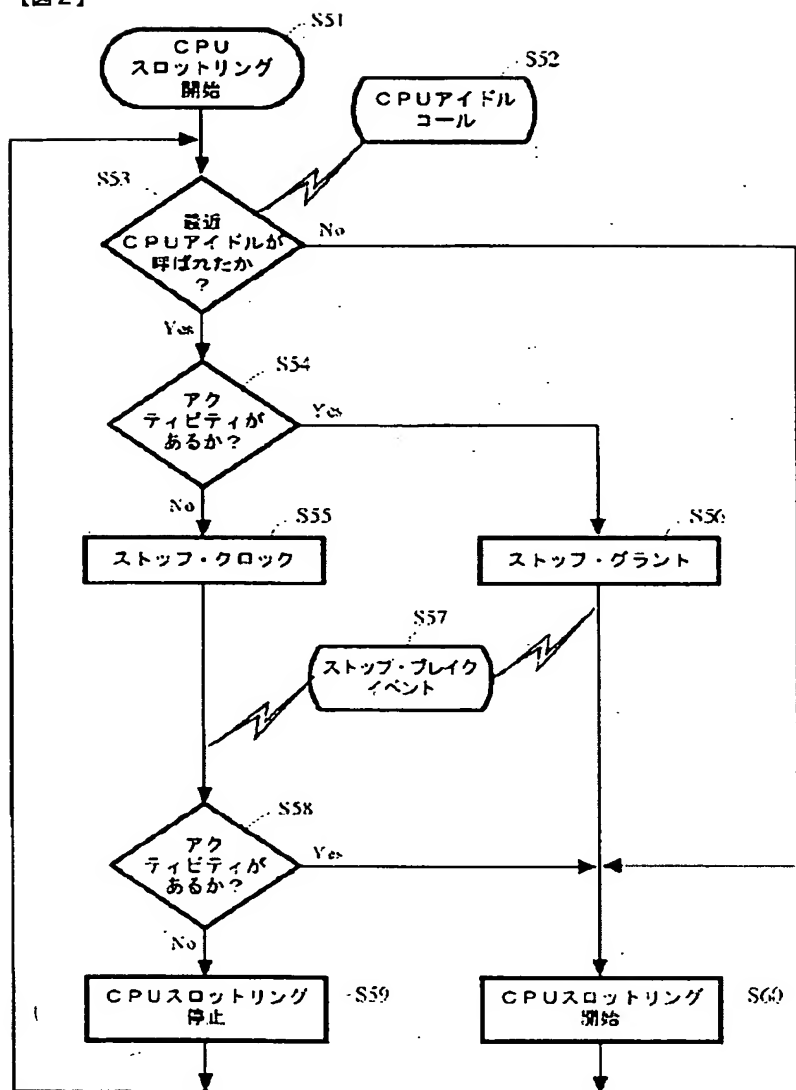 【図2】
S51
CPU
スロットリング
開始
S52
CPUアイドル
コール
S53
最近
CPUアイドルが
呼ばれたか
?
No
Yes
S54
アク
ティビティが
あるか?
Yes
No
S55
ストップ・クロック
S56
ストップ・グラント
S57
ストップ・ブレイク
イベント
S58
アク
ティビティが
あるか?
Yes
No
CPUスロットリング
停止
S59
CPUスロットリング
開始
S60